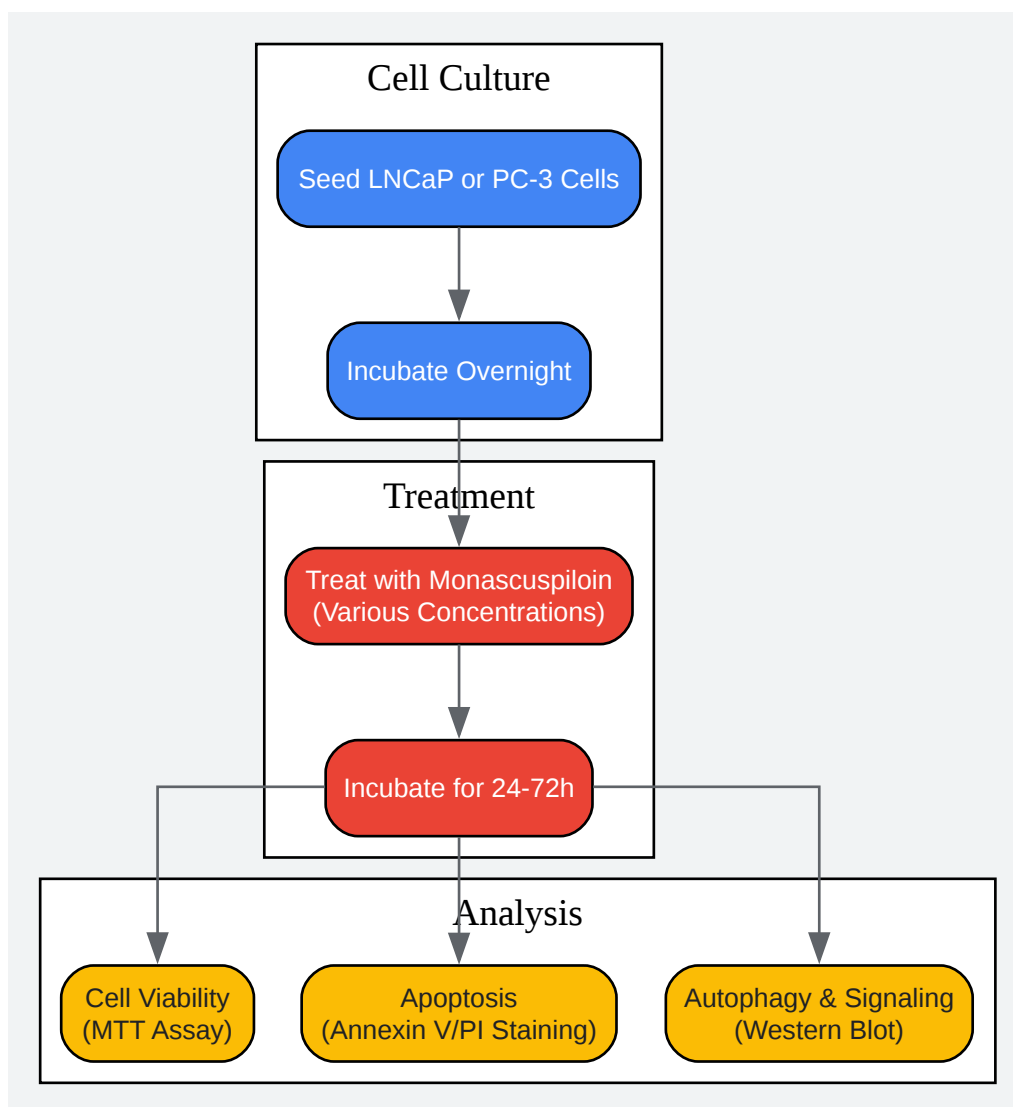 Cell Culture
Seed LNCaP or PC-3 Cells
Incubate Overnight
Treatment
Treat with Monascuspiloin
(Various Concentrations)
Incubate for 24-72h
Analysis
Cell Viability
(MTT Assay)
Apoptosis
(Annexin V/PI Staining)
Autophagy & Signaling
(Western Blot)